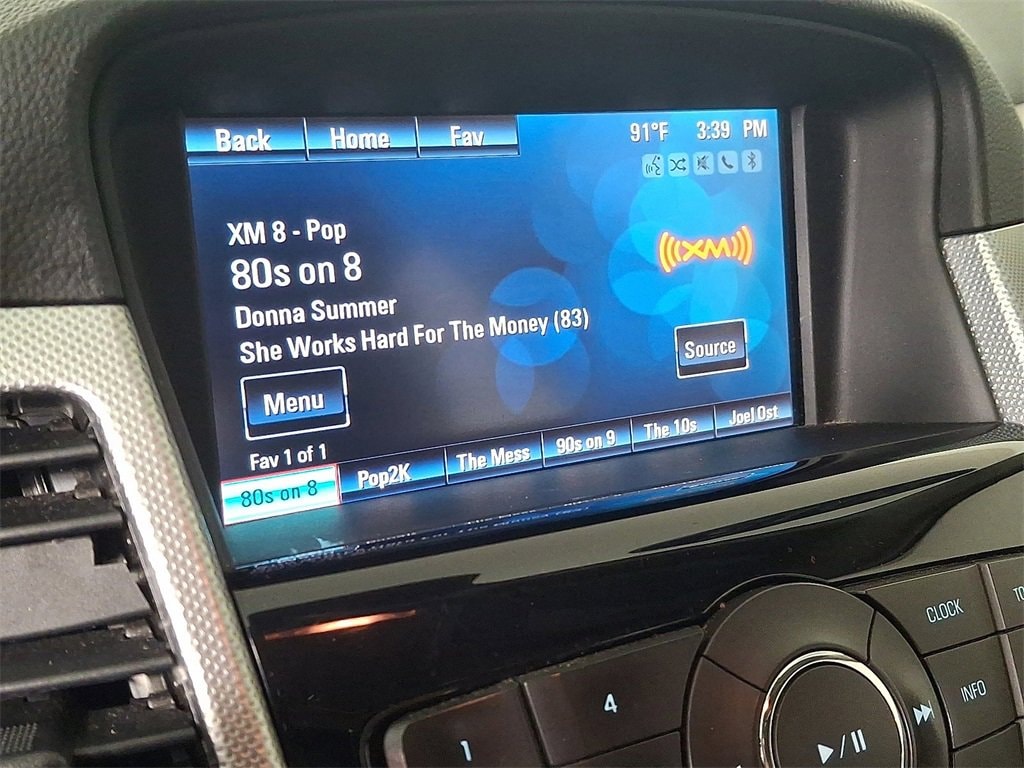 Back Home Fav 91°F 3:39 PM
XM 8 - Pop
XM
80s on 8
Donna Summer
She Works Hard For The Money (83)
Source
Menu
Fav 1 of 1
80s on 8 Pop2K The Mess 90s on 9 The 10s Joel Ost
CLOCK
INFO
4
1